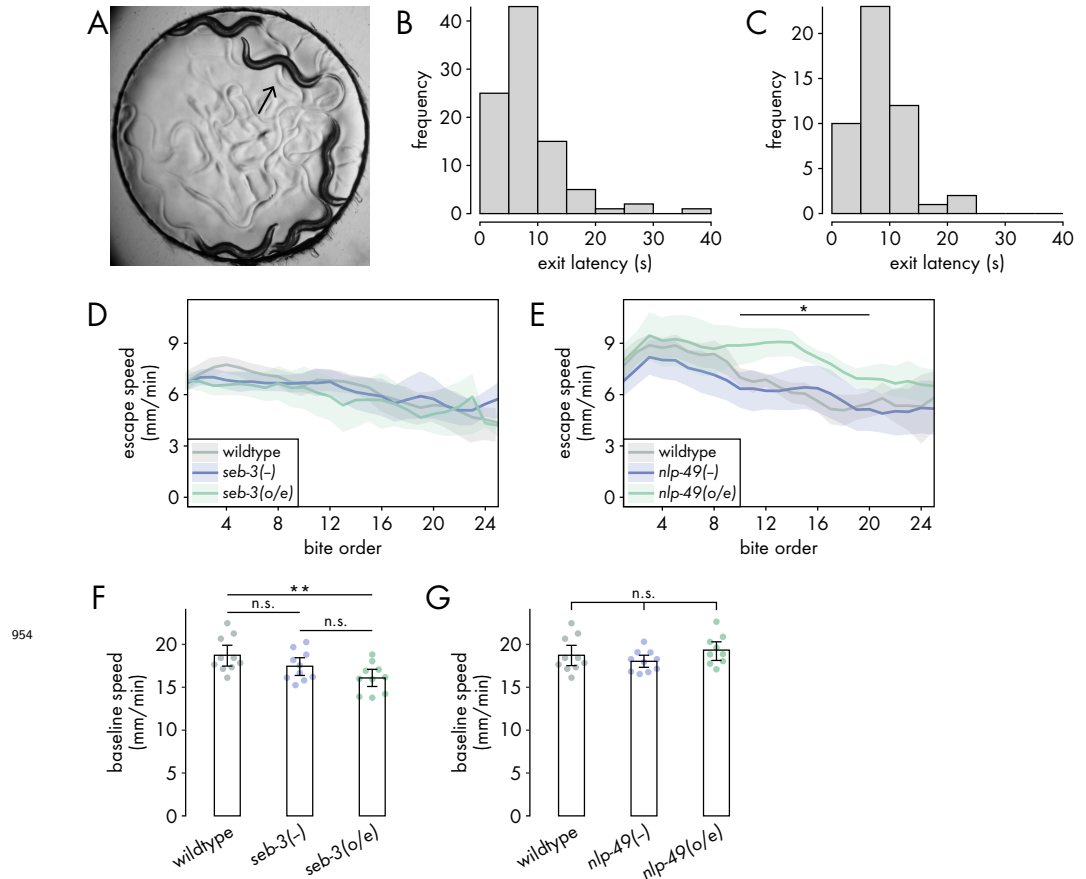 A
B
frequency
40
30
20
10
0
0 10 20 30 40
exit latency (s)
C
frequency
20
15
10
5
0
0 10 20 30 40
exit latency (s)
D
escape speed
(mm/min)
9
6
3
0
wildtype
seb-3(–)
seb-3(o/e)
4 8 12 16 20 24
bite order
E
*
escape speed
(mm/min)
9
6
3
0
wildtype
nlp-49(–)
nlp-49(o/e)
4 8 12 16 20 24
bite order
954
F
**
n.s.
n.s.
baseline speed
(mm/min)
20
15
10
5
0
wildtype
seb-3(–)
seb-3(o/e)
G
n.s.
baseline speed
(mm/min)
20
15
10
5
0
wildtype
nlp-49(–)
nlp-49(o/e)